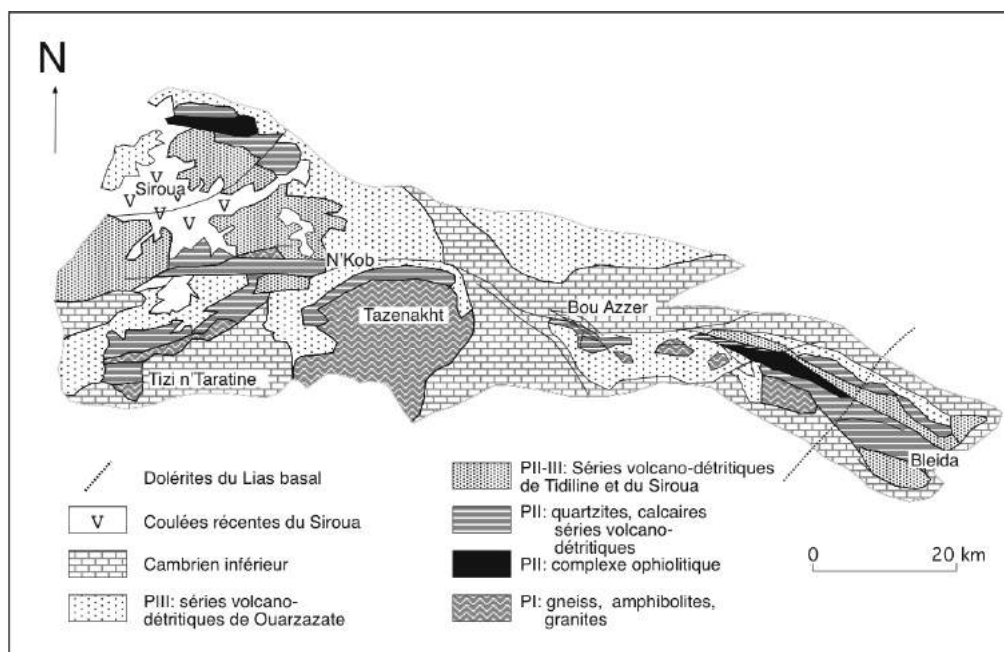 N
Siroua
V
V
V
V
V
V
V
N'Kob
Tazenakht
Bou Azzer
Tizi n'Taratine
Bleida
Dolérites du Lias basal
V
Coulées récentes du Siroua
Cambrien inférieur
PIII: séries volcano-
détritiques de Ouarzazate
PII-III: Séries volcano-détritiques
de Tidiline et du Siroua
PII: quartzites, calcaires
séries volcano-
détritiques
PII: complexe ophiolitique
PI: gneiss, amphibolites,
granites
0 20 km